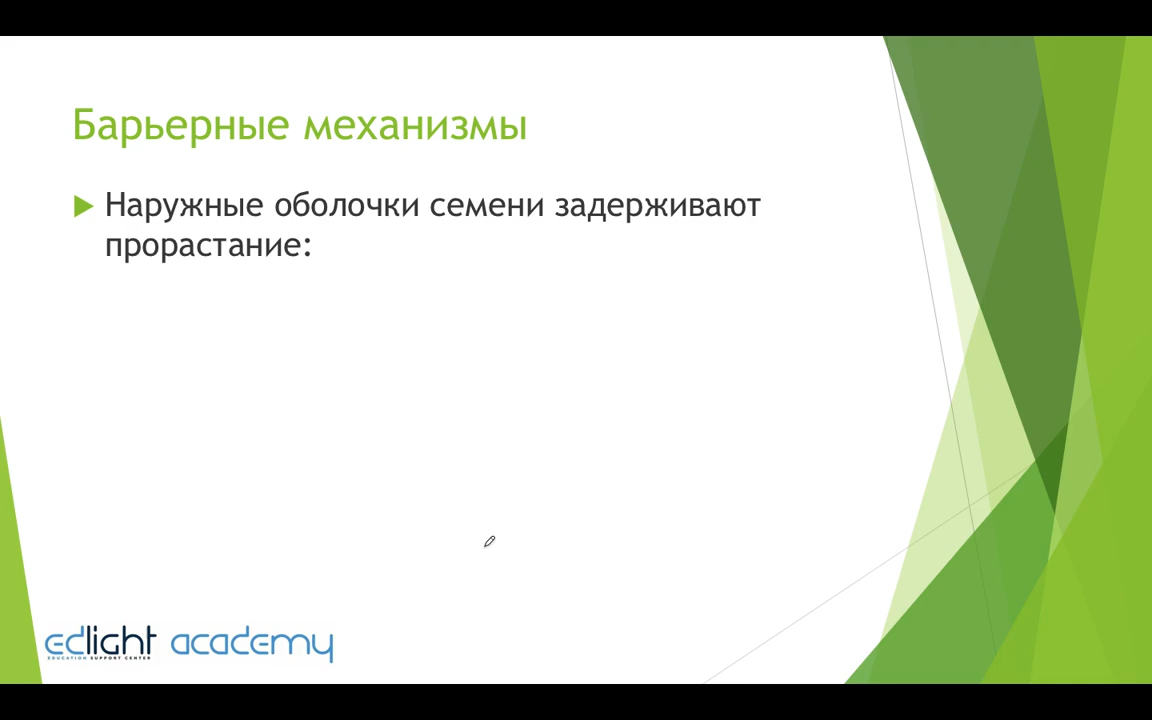 Барьерные механизмы
Наружные оболочки семени задерживают
прорастание:
edlight academy
EDUCATION SUPPORT CENTER